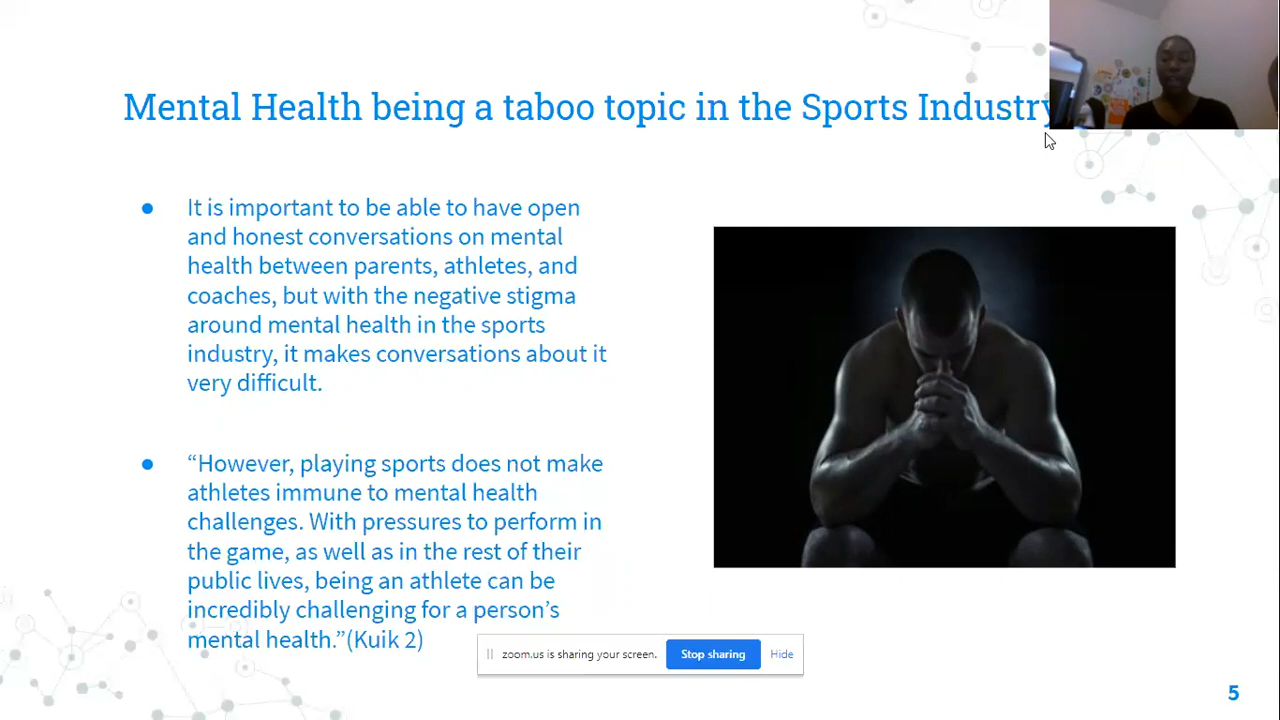 Mental Health being a taboo topic in the Sports Industry
● It is important to be able to have open
and honest conversations on mental
health between parents, athletes, and
coaches, but with the negative stigma
around mental health in the sports
industry, it makes conversations about it
very difficult.
● “However, playing sports does not make
athletes immune to mental health
challenges. With pressures to perform in
the game, as well as in the rest of their
public lives, being an athlete can be
incredibly challenging for a person’s
mental health.”(Kuik 2)
zoom.us is sharing your screen. Stop sharing Hide
5